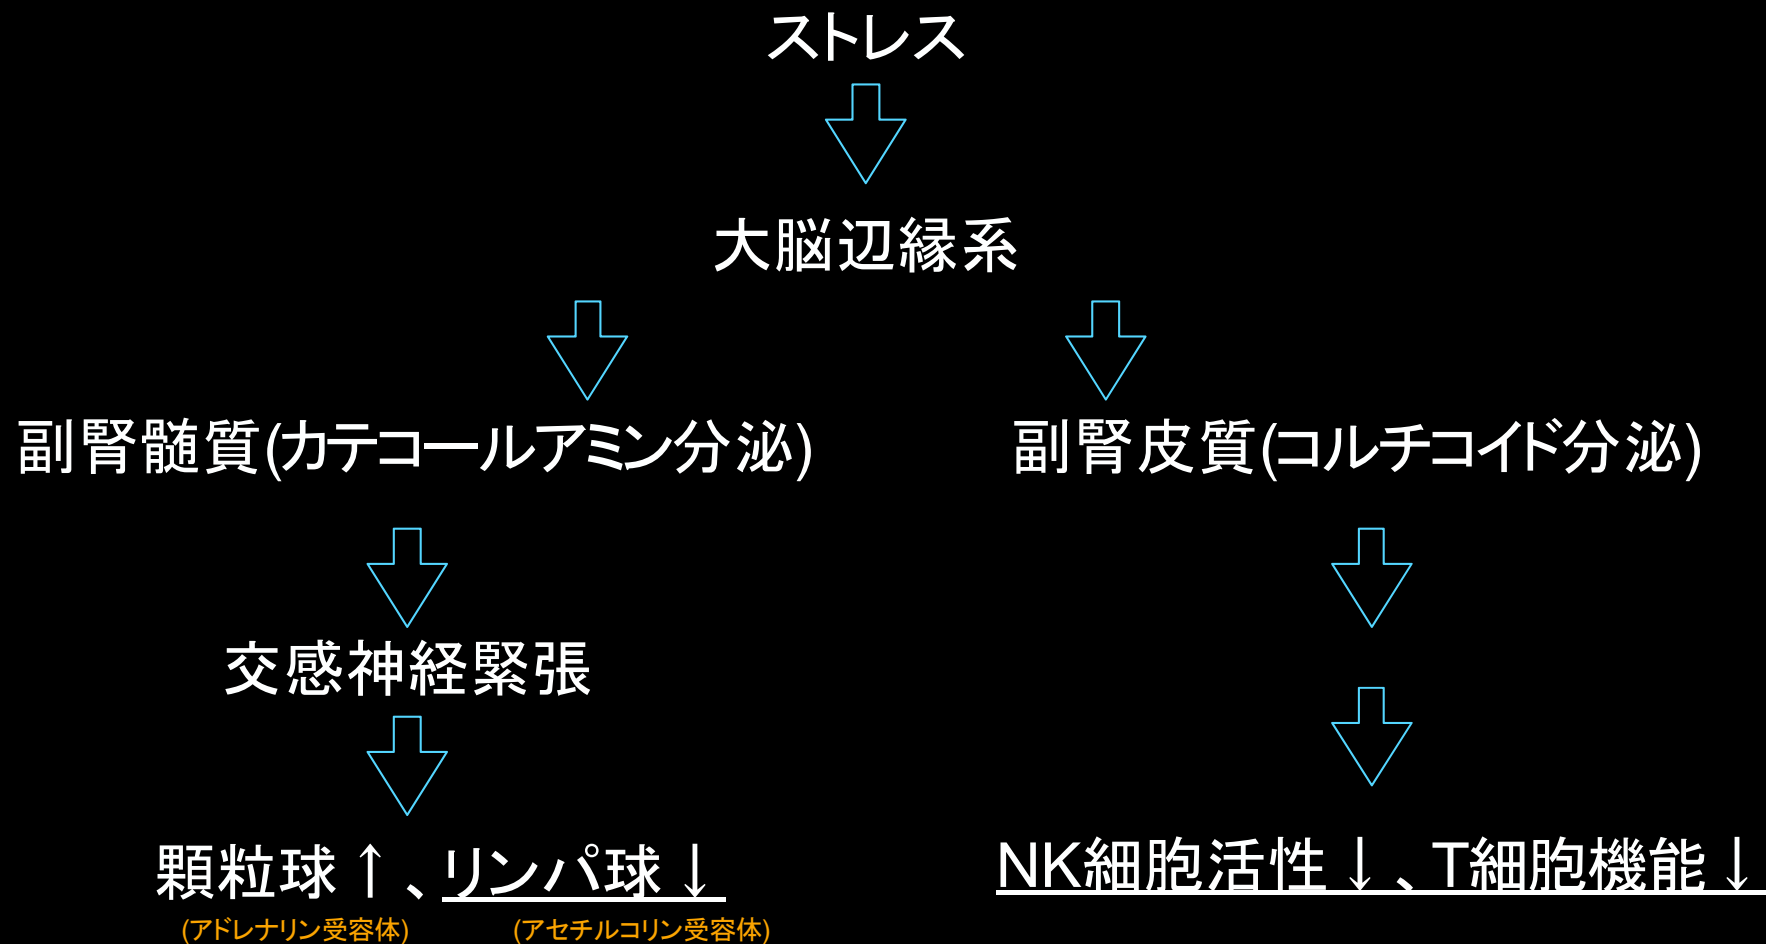 ストレス
大脳辺縁系
副腎髄質(カテコールアミン分泌)
副腎皮質(コルチコイド分泌)
交感神経緊張
顆粒球↑、リンパ球↓
NK細胞活性↓、T細胞機能↓
(アドレナリン受容体)
(アセチルコリン受容体)